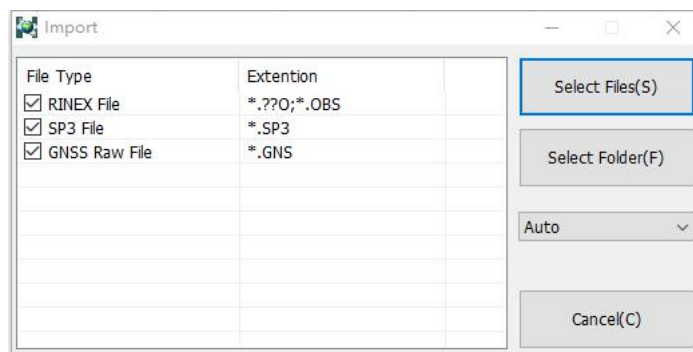 Import
File Type Extention
RINEX File *.??O;*.OBS
SP3 File *.SP3
GNSS Raw File *.GNS
Select Files(S)
Select Folder(F)
Auto
Cancel(C)